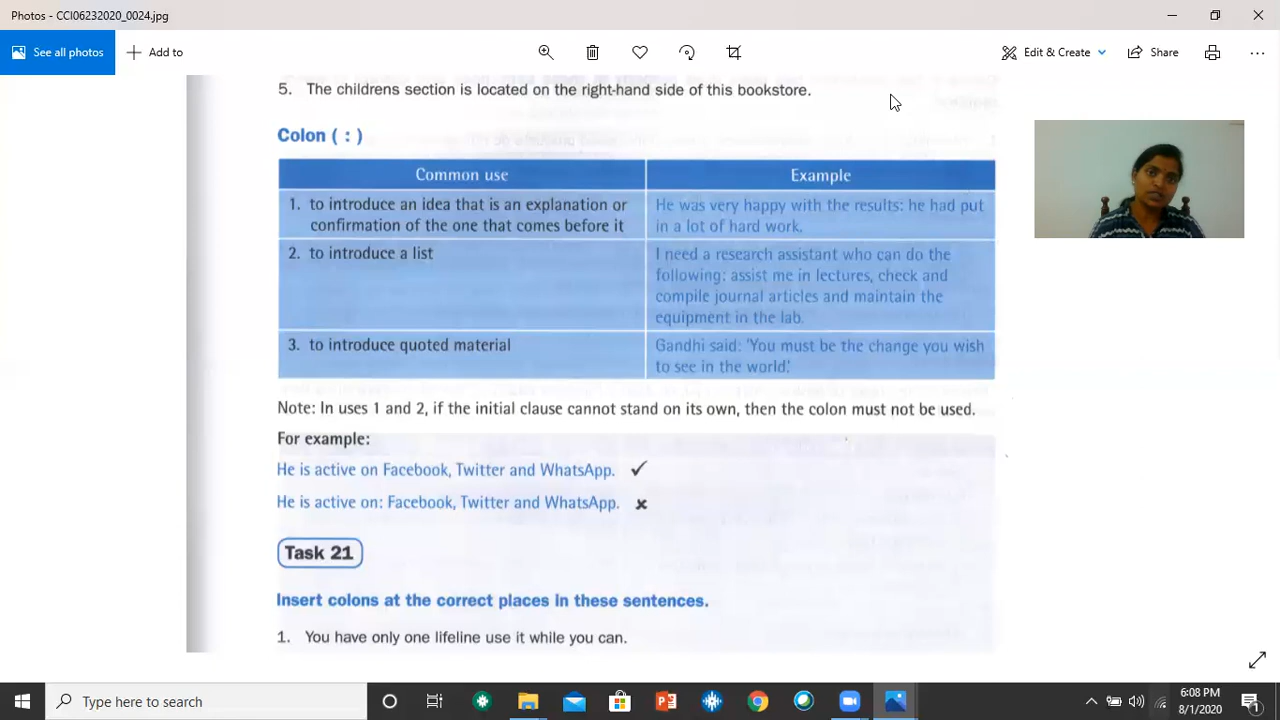 Photos - CCI06232020_0024.jpg
See all photos
Add to
Edit & Create
Share
5. The childrens section is located on the right-hand side of this bookstore.
Colon ( : )
Common use
Example
1. to introduce an idea that is an explanation or
confirmation of the one that comes before it
He was very happy with the results: he had put
in a lot of hard work.
2. to introduce a list
I need a research assistant who can do the
following: assist me in lectures, check and
compile journal articles and maintain the
equipment in the lab.
3. to introduce quoted material
Gandhi said: 'You must be the change you wish
to see in the world.'
Note: In uses 1 and 2, if the initial clause cannot stand on its own, then the colon must not be used.
For example:
He is active on Facebook, Twitter and WhatsApp. ✓
He is active on: Facebook, Twitter and WhatsApp. ✗
Task 21
Insert colons at the correct places in these sentences.
1. You have only one lifeline use it while you can.
Type here to search
6:08 PM
8/1/2020
1